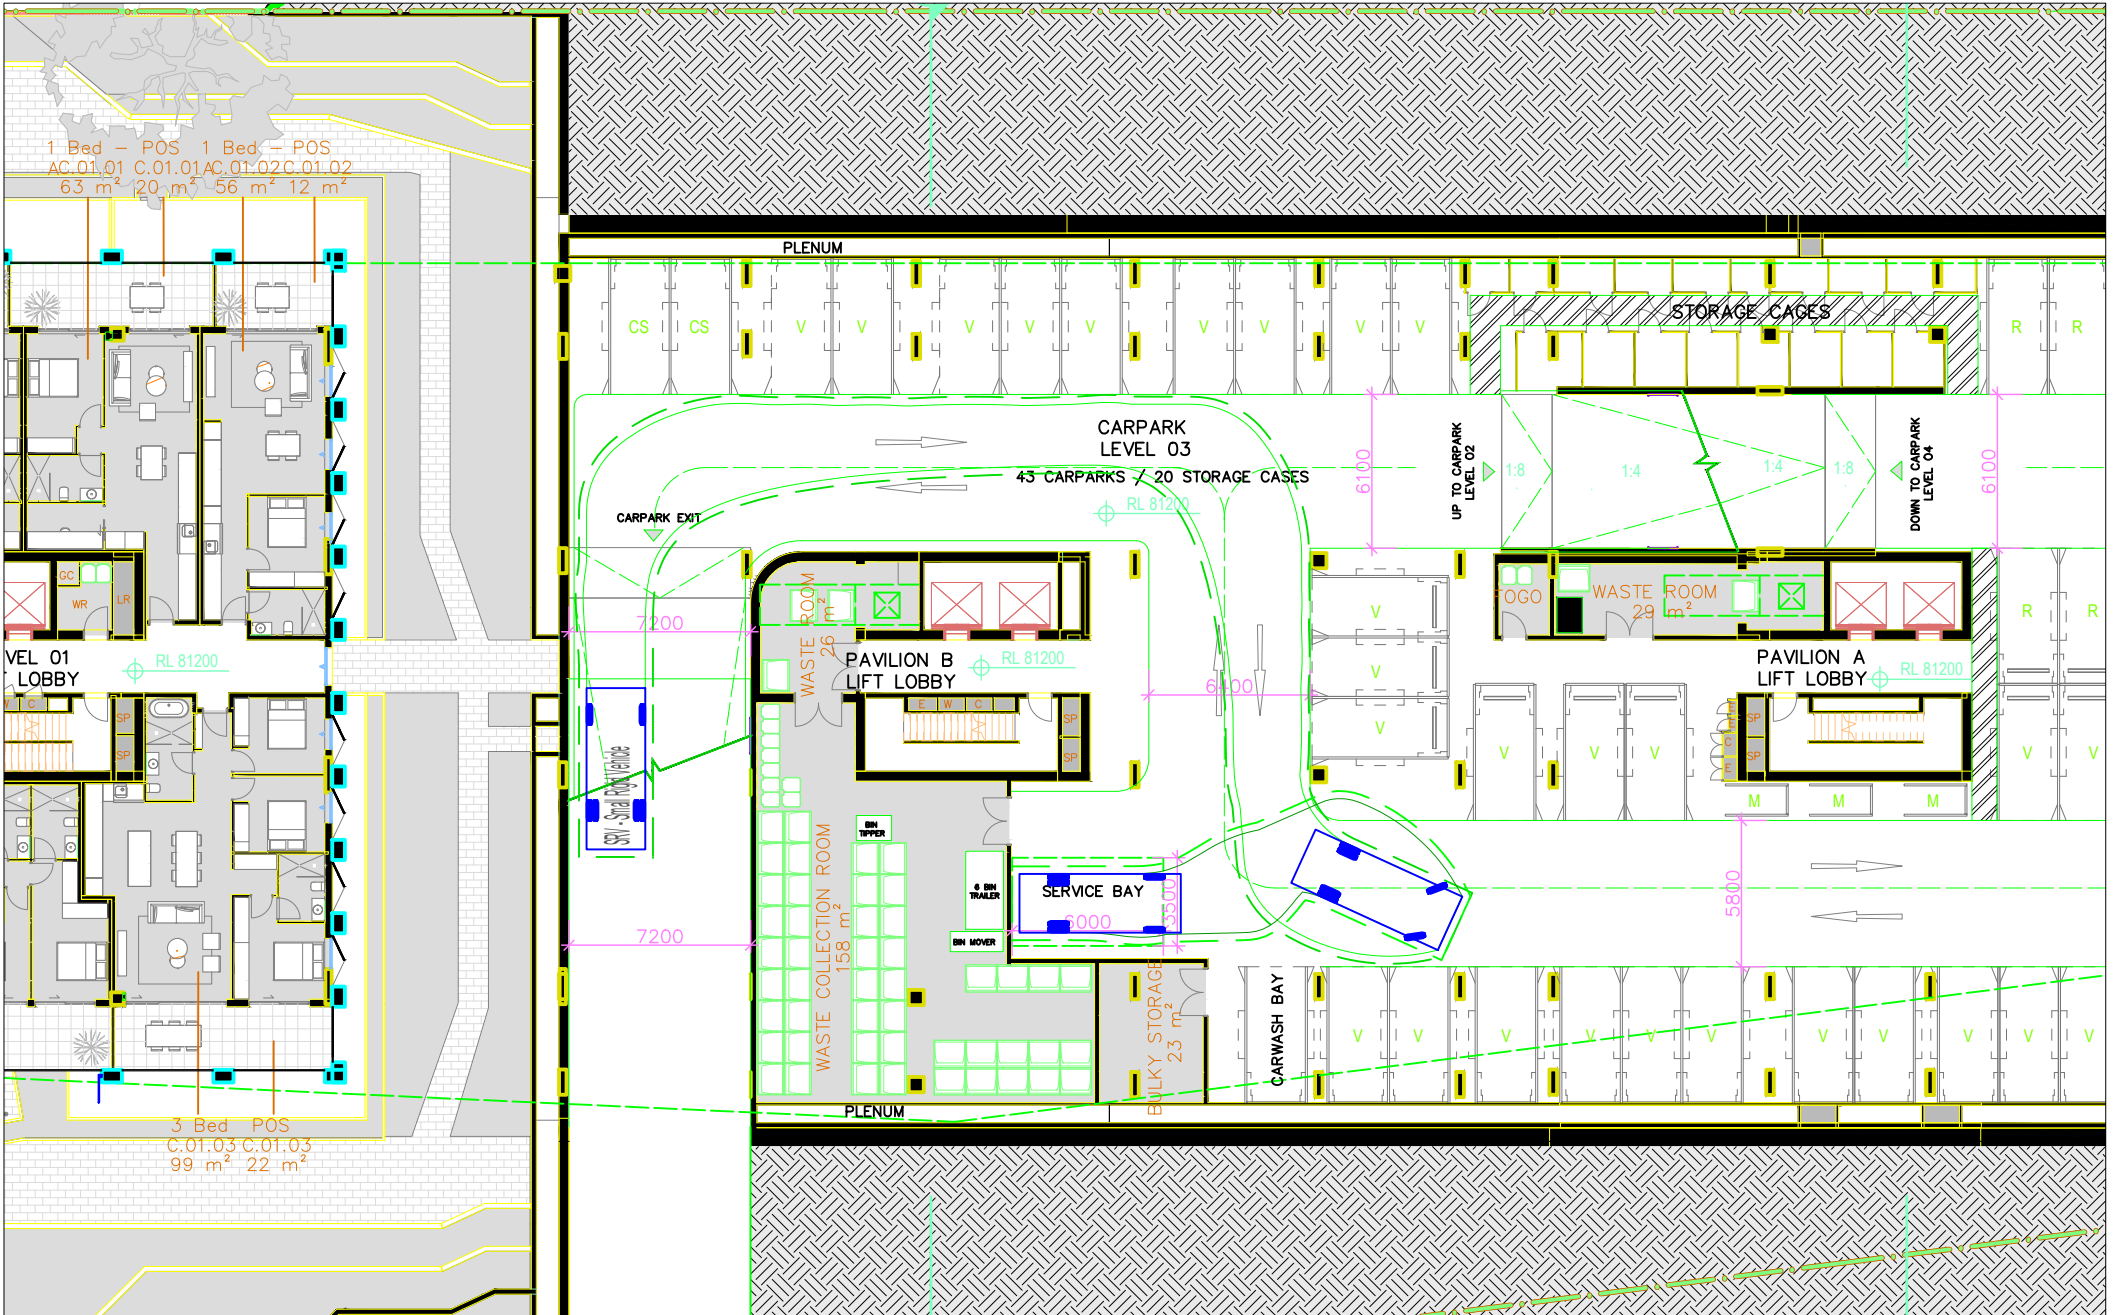 1 Bed – POS 1 Bed – POS
AC.01.01 C.01.01AC.01.02C.01.02
63 m² 20 m² 56 m² 12 m²
PLENUM
CS CS V V V V V V V V V
STORAGE CAGES
R R
CARPARK
LEVEL 03
43 CARPARKS / 20 STORAGE CASES
RL 81200
CARPARK EXIT
6100
UP TO CARPARK
LEVEL 02
1:8
1:4
1:4
1:8
DOWN TO CARPARK
LEVEL 04
6100
GC
WR
LR
VEL 01
LOBBY
RL 81200
7200
WASTE ROOM
26 m²
PAVILION B
LIFT LOBBY
RL 81200
6400
V
V
V
FOGO
WASTE ROOM
29 m²
PAVILION A
LIFT LOBBY
RL 81200
R R
C
SP
SP
E W C
SP
SP
V V V
C
E
SP
SP
V V
M M M
SRV - Small Rigid Vehicle
7200
BIN
TIPPER
6 BIN
TRAILER
BIN MOVER
WASTE COLLECTION ROOM
158 m²
SERVICE BAY
6000
3500
5800
BULKY STORAGE
23 m²
CARWASH BAY
V V V V V V V V V V
PLENUM
3 Bed POS
C.01.03 C.01.03
99 m² 22 m²